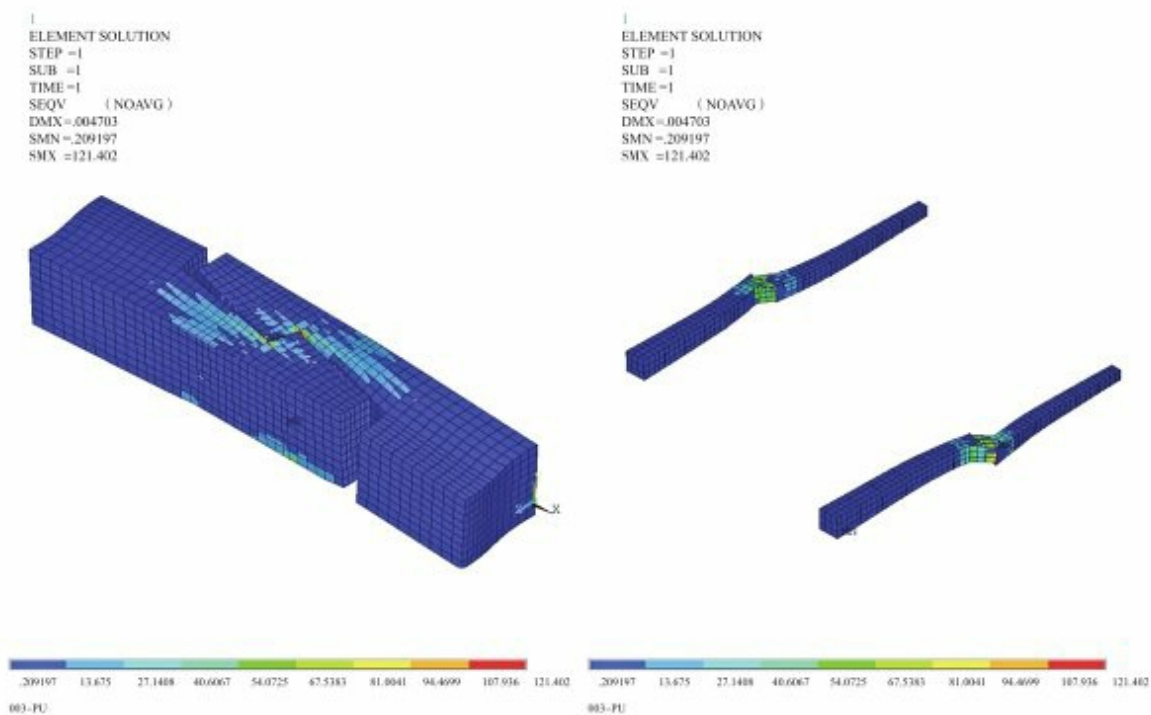 1
ELEMENT SOLUTION
STEP =1
SUB =1
TIME =1
SEQV (NOAVG)
DMX =.004703
SMN =.209197
SMX =121.402
Z X
.209197 13.675 27.1408 40.6067 54.0725 67.5383 81.0041 94.4699 107.936 121.402
003-PU
1
ELEMENT SOLUTION
STEP =1
SUB =1
TIME =1
SEQV (NOAVG)
DMX =.004703
SMN =.209197
SMX =121.402
.209197 13.675 27.1408 40.6067 54.0725 67.5383 81.0041 94.4699 107.936 121.402
003-PU